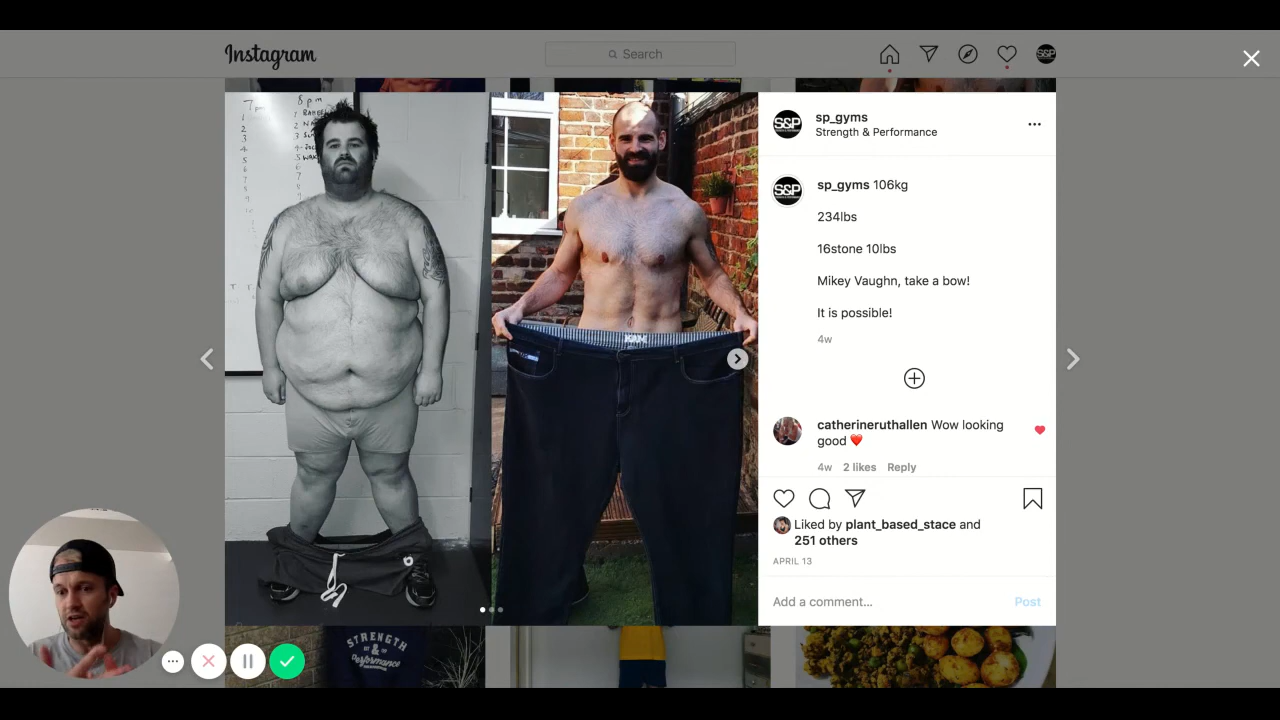 Instagram
Search
S&P
sp_gyms
Strength & Performance
S&P
sp_gyms 106kg
234lbs
16stone 10lbs
Mikey Vaughn, take a bow!
It is possible!
4w
catherineruthallen Wow looking
good
4w 2 likes Reply
Liked by plant_based_stace and
251 others
APRIL 13
Add a comment... Post
8pm
KAM
STRENGTH
Performance